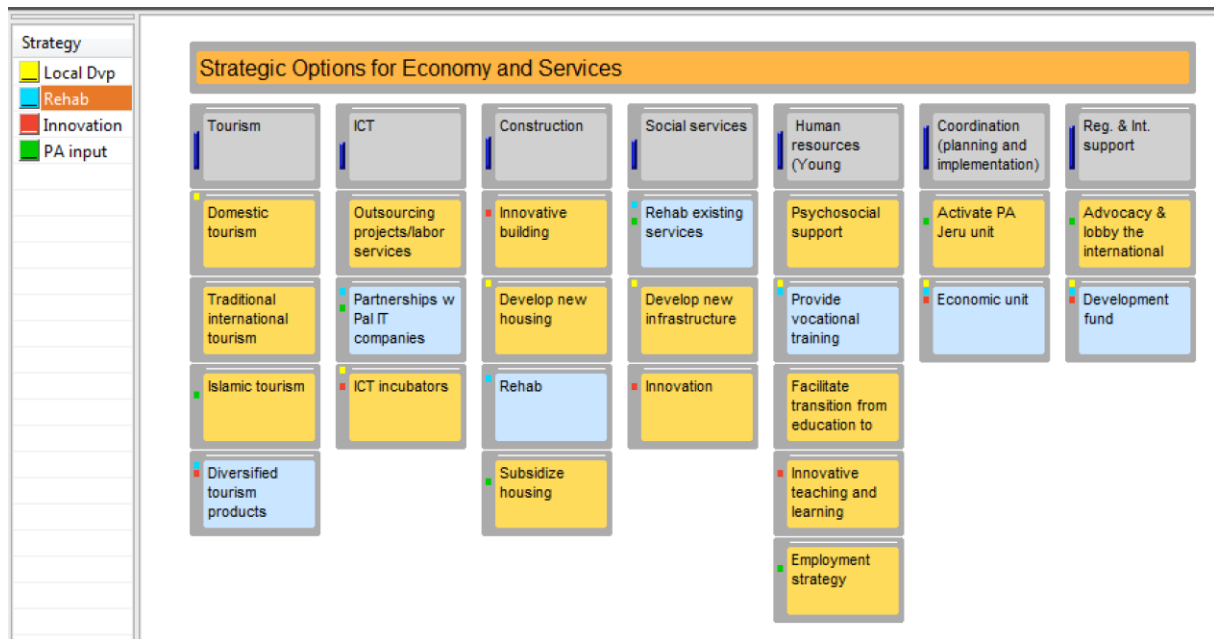 Strategy
Local Dvp
Rehab
Innovation
PA input
Strategic Options for Economy and Services
Tourism
Domestic
tourism
Traditional
international
tourism
Islamic tourism
Diversified
tourism
products
ICT
Outsourcing
projects/labor
services
Partnerships w
Pal IT
companies
ICT incubators
Construction
Innovative
building
Develop new
housing
Rehab
Subsidize
housing
Social services
Rehab existing
services
Develop new
infrastructure
Innovation
Human
resources
(Young
Psychosocial
support
Provide
vocational
training
Facilitate
transition from
education to
Innovative
teaching and
learning
Employment
strategy
Coordination
(planning and
implementation)
Activate PA
Jeru unit
Economic unit
Reg. & Int.
support
Advocacy &
lobby the
international
Development
fund